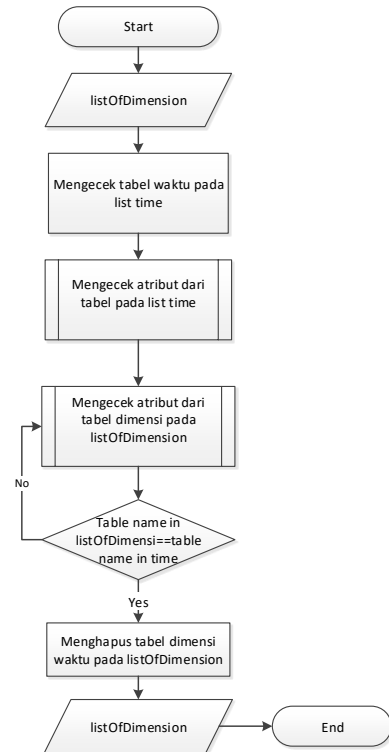 Start
listOfDimension
Mengecek tabel waktu pada
list time
Mengecek atribut dari
tabel pada list time
Mengecek atribut dari
tabel dimensi pada
listOfDimension
No
Table name in
listOfDimensi==table
name in time
Yes
Menghapus tabel dimensi
waktu pada listOfDimension
listOfDimension
End